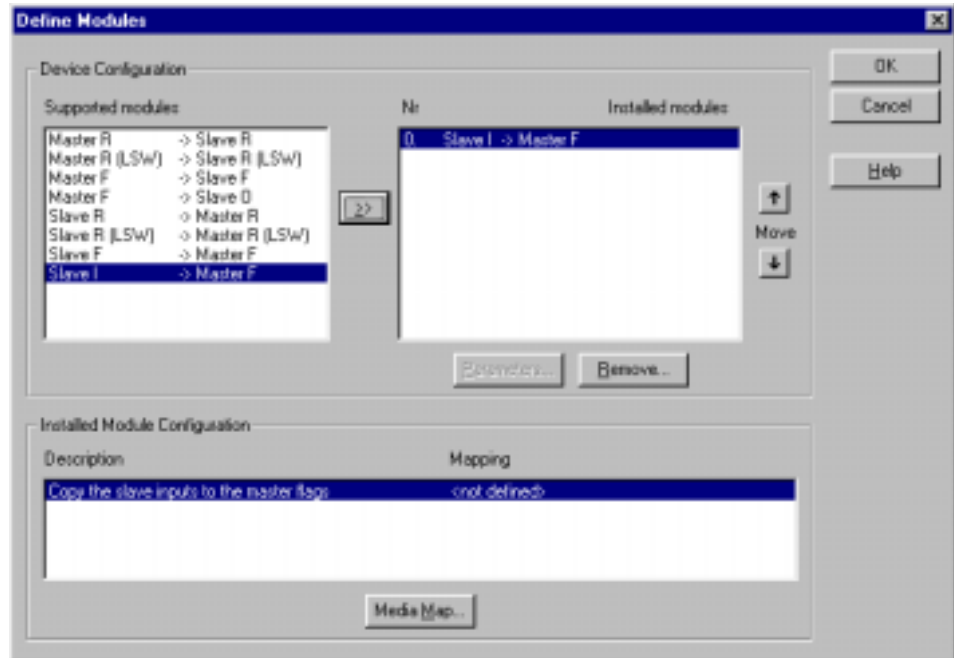 Define Modules
Device Configuration
OK
Supported modules
Nr
Installed modules
Cancel
Master R -> Slave R
Master R (LSW) -> Slave R (LSW)
Master F -> Slave F
Master F -> Slave O
Slave R -> Master R
Slave R (LSW) -> Master R (LSW)
Slave F -> Master F
Slave I -> Master F
0. Slave I -> Master F
>>
Help
Move
Parameters...
Remove...
Installed Module Configuration
Description
Mapping
Copy the slave inputs to the master flags
<not defined>
Media Map...